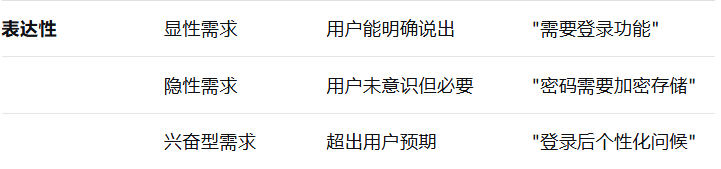 表达性 显性需求 用户能明确说出 "需要登录功能"
隐性需求 用户未意识但必要 "密码需要加密存储"
兴奋型需求 超出用户预期 "登录后个性化问候"